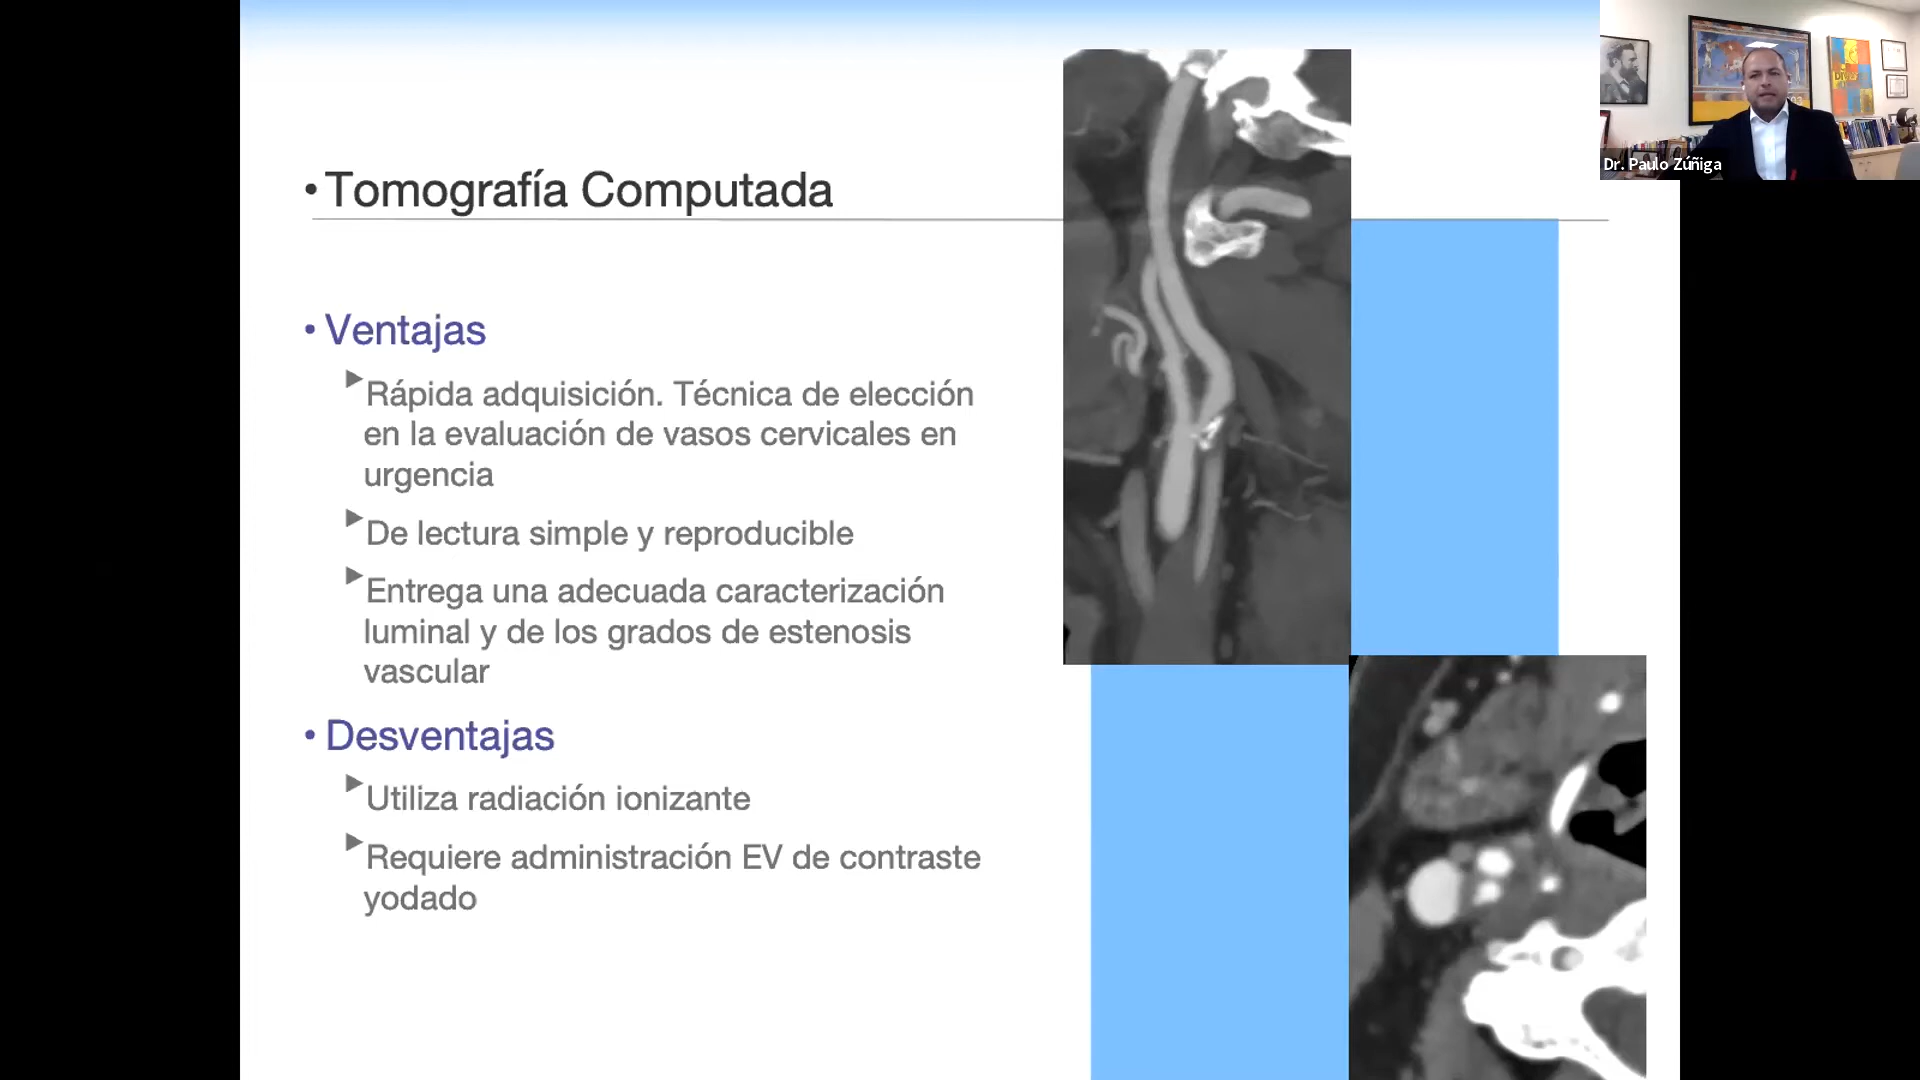 Dr. Paulo Zúñiga
• Tomografía Computada
• Ventajas
Rápida adquisición. Técnica de elección
en la evaluación de vasos cervicales en
urgencia
De lectura simple y reproducible
Entrega una adecuada caracterización
luminal y de los grados de estenosis
vascular
• Desventajas
Utiliza radiación ionizante
Requiere administración EV de contraste
yodado